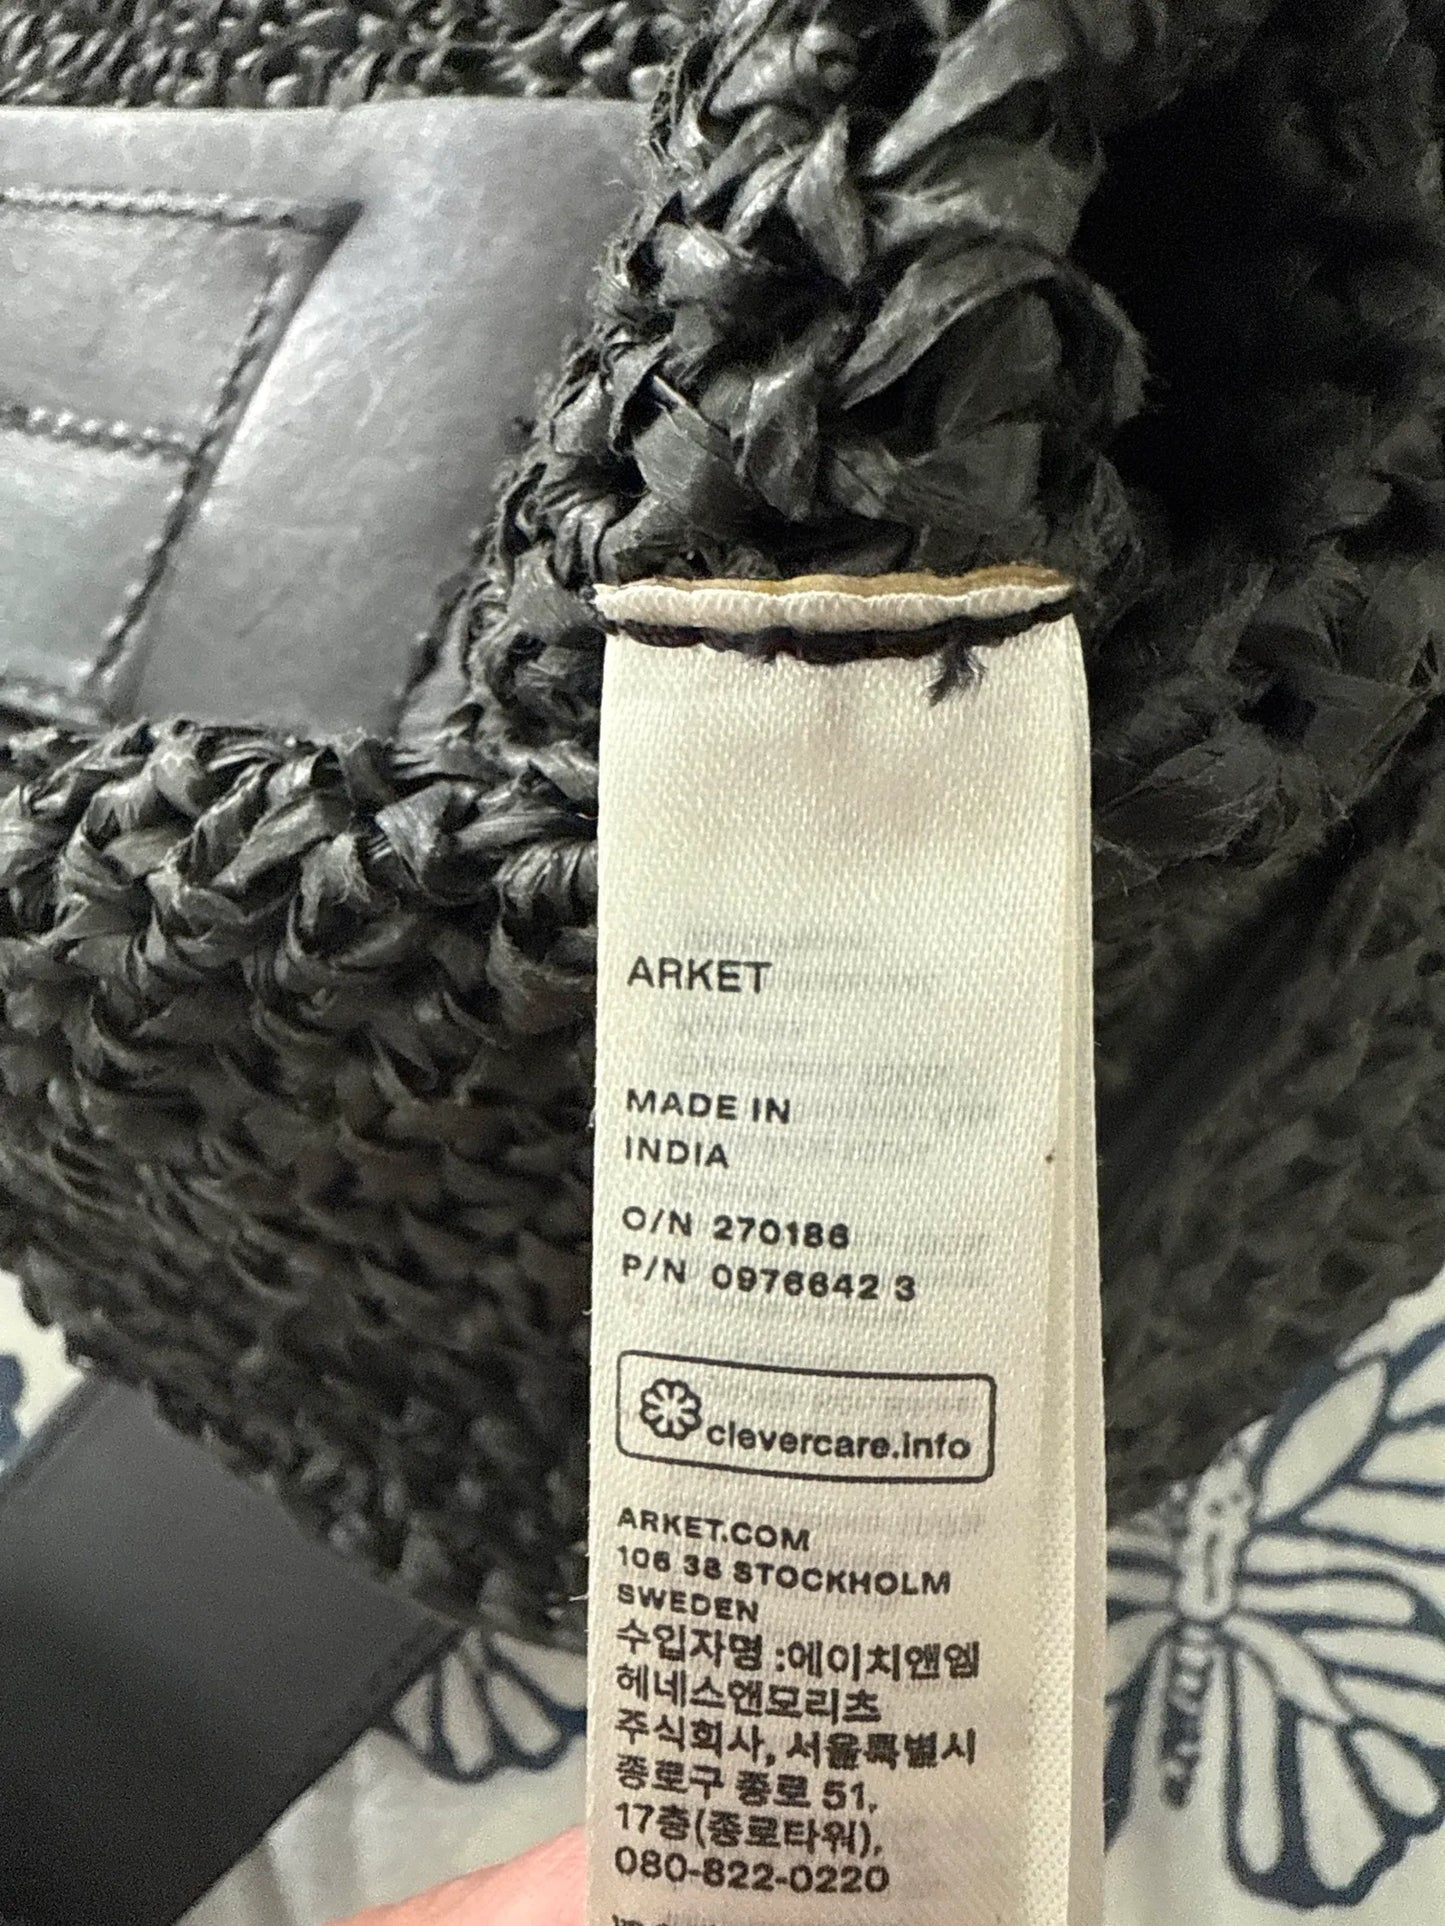 ARKET
MADE IN
INDIA
O/N 270186
P/N 0976642 3
clevercare.info
ARKET.COM
106 38 STOCKHOLM
SWEDEN
수입자명 :에이치앤엠
헤네스앤모리츠
주식회사, 서울특별시
종로구 종로 51,
17층(종로타워),
080-822-0220